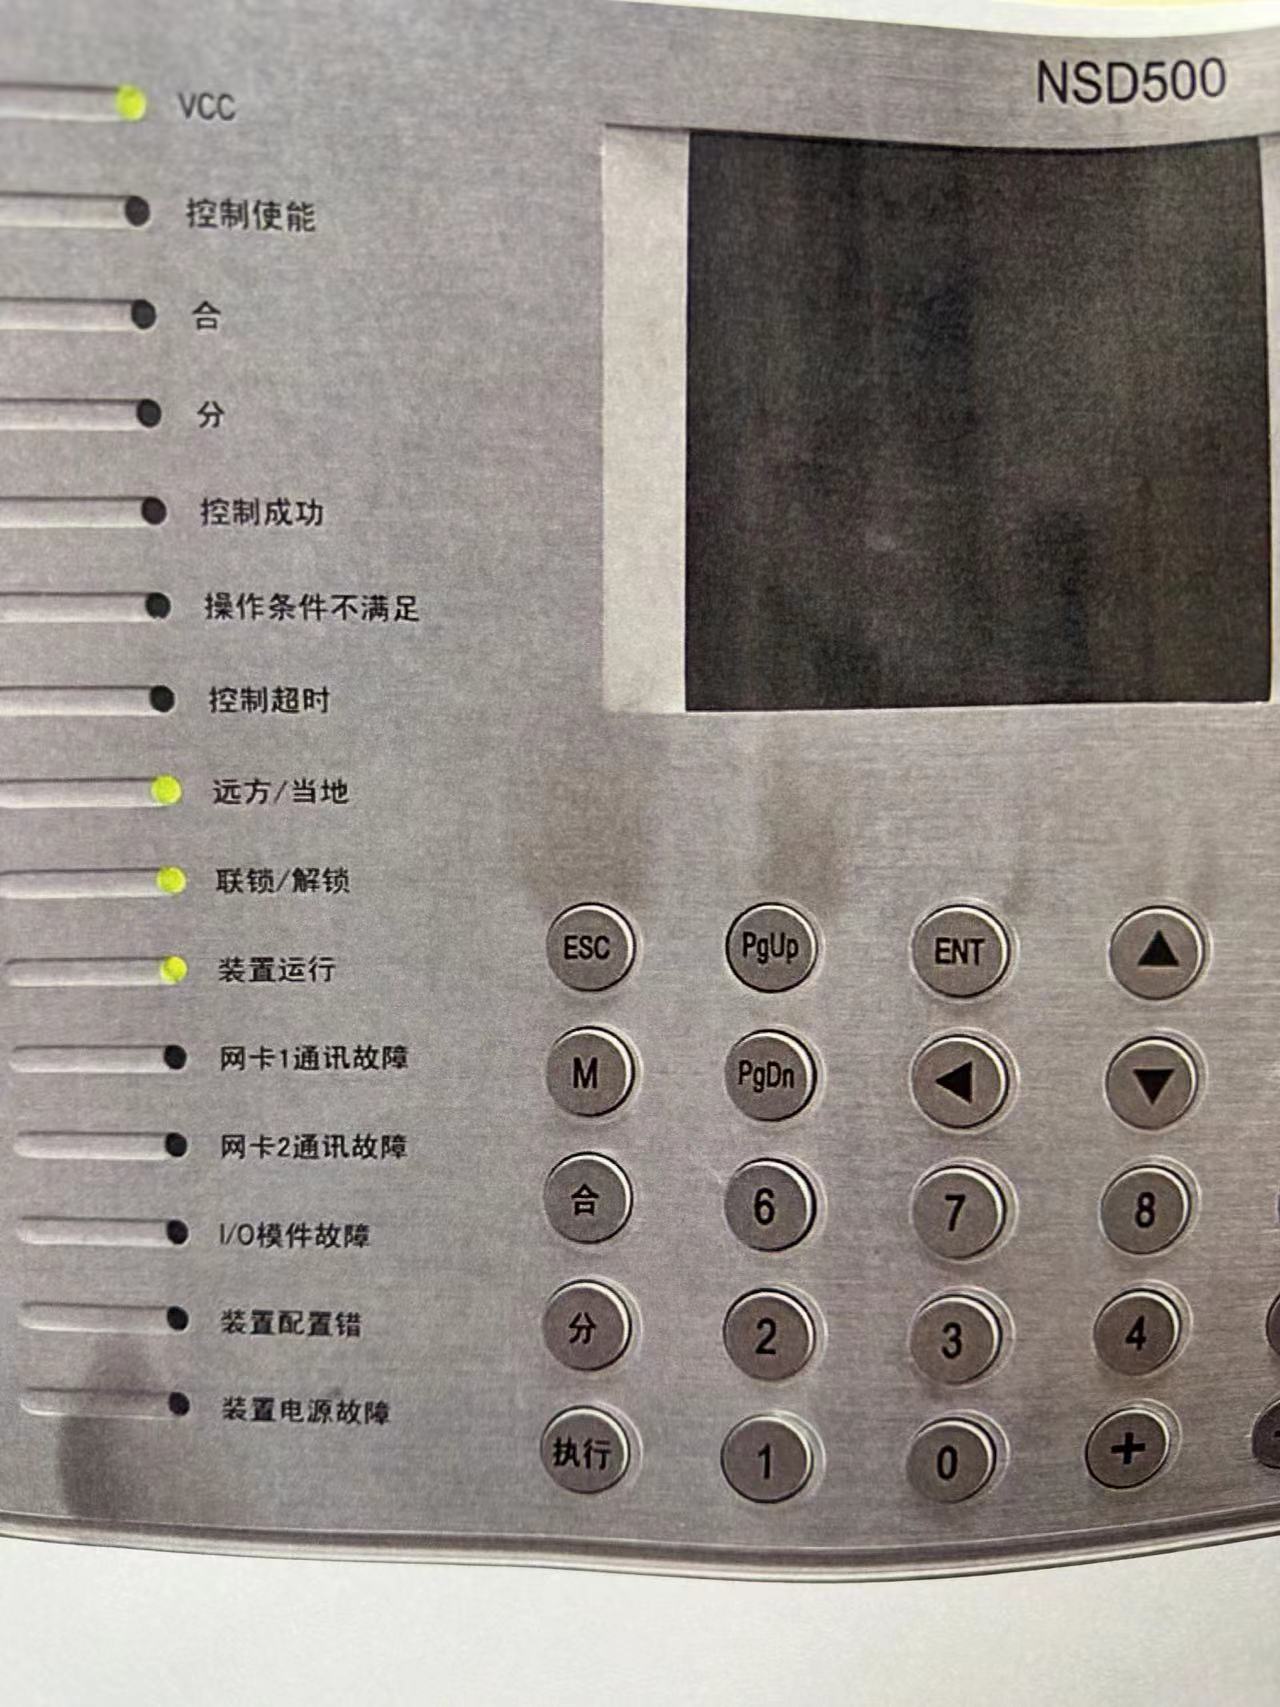 NSD500
VCC
控制使能
合
分
控制成功
操作条件不满足
控制超时
远方/当地
联锁/解锁
装置运行
网卡1通讯故障
网卡2通讯故障
I/O模件故障
装置配置错
装置电源故障
ESC PgUp ENT ▲
M PgDn ◀ ▼
合 6 7 8
分 2 3 4
执行 1 0 +